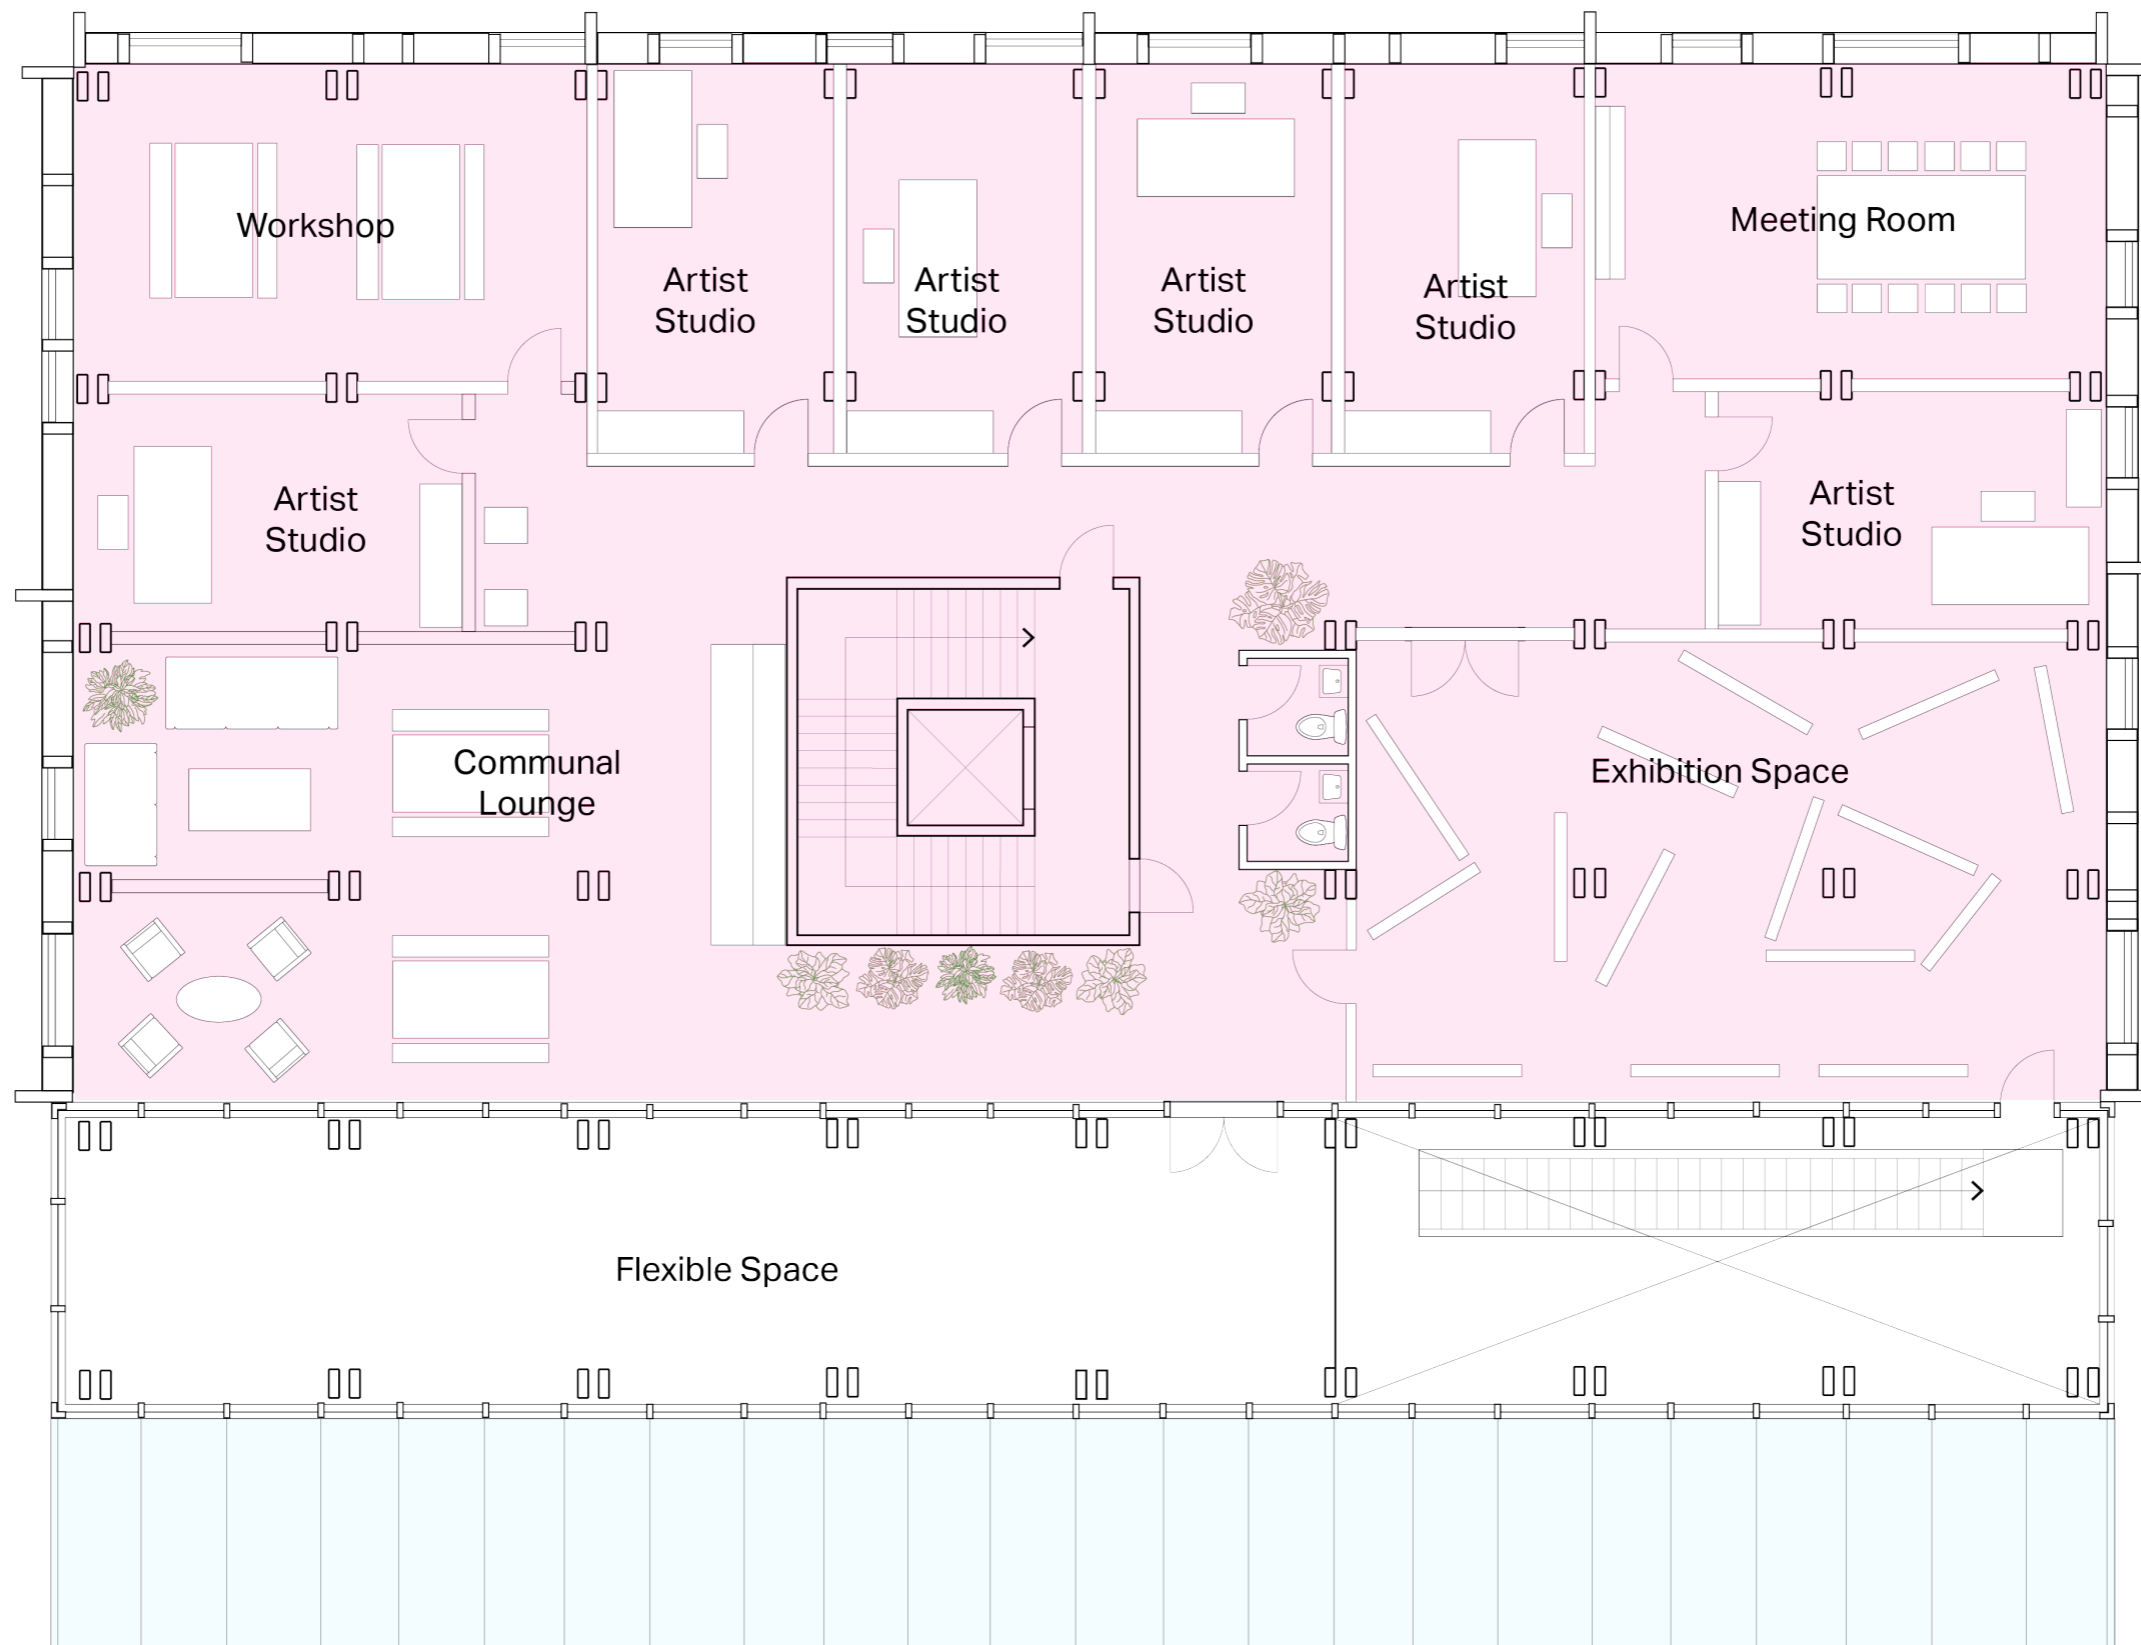 Workshop
Meeting Room
Artist
Studio
Artist
Studio
Artist
Studio
Artist
Studio
Artist
Studio
Artist
Studio
Communal
Lounge
Exhibition Space
Flexible Space